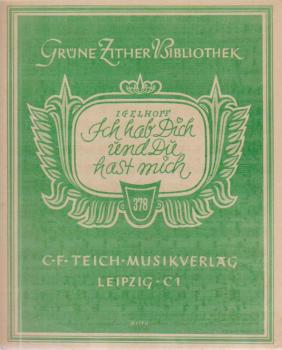 GRÜNE ZITHER BIBLIOTHEK
IGELHOFF
Ich hab Dich
und Du
hast mich
378
C·F·TEICH·MUSIKVERLAG
LEIPZIG·C1